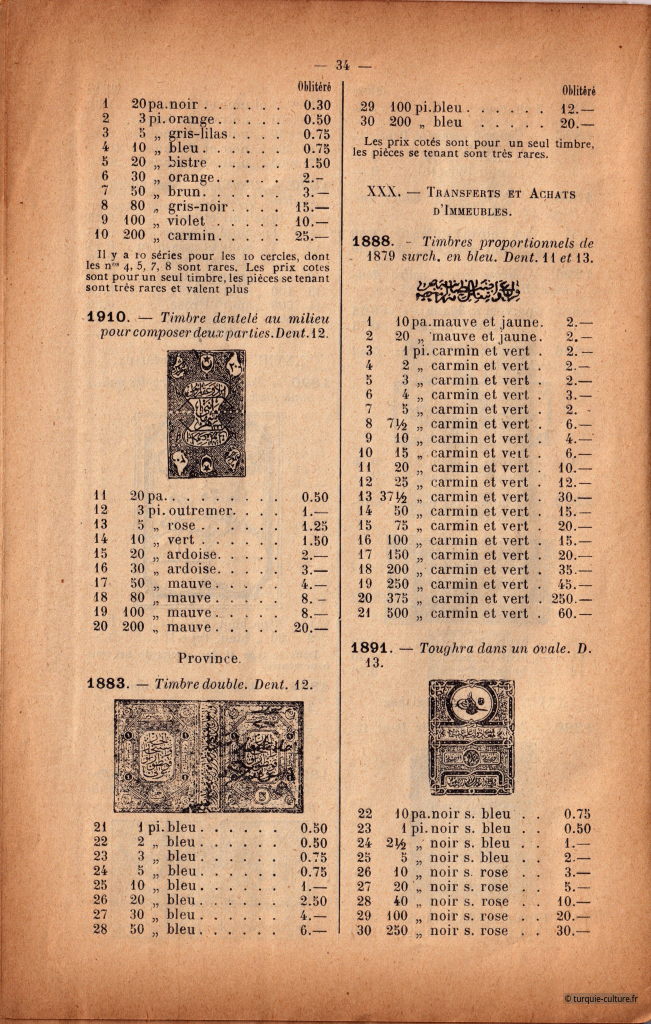 — 34 —
Oblitéré
1 20 pa. noir . . . . . . 0.30
2 3 pi. orange . . . . . 0.50
3 5 „ gris-lilas . . . . 0.75
4 10 „ bleu . . . . . . 0.75
5 20 „ bistre . . . . . 1.50
6 30 „ orange . . . . . 2.-
7 50 „ brun . . . . . . 3.—
8 80 „ gris-noir . . . . 15.—
9 100 „ violet . . . . . 10.—
10 200 „ carmin . . . . . 25.—
Il y a 10 séries pour les 10 cercles, dont
les nos 4, 5, 7, 8 sont rares. Les prix cotes
sont pour un seul timbre, les pièces se tenant
sont très rares et valent plus
1910. — Timbre dentelé au milieu
pour composer deux parties. Dent. 12.
11 20 pa. . . . . . . . . 0.50
12 3 pi. outremer. . . . 1.—
13 5 „ rose . . . . . . 1.25
14 10 „ vert . . . . . . 1.50
15 20 „ ardoise. . . . . 2.—
16 30 „ ardoise. . . . . 3.—
17 50 „ mauve . . . . . 4.—
18 80 „ mauve . . . . . 8.-
19 100 „ mauve . . . . . 8.—
20 200 „ mauve . . . . . 20.—
Province.
1883. — Timbre double. Dent. 12.
21 1 pi. bleu . . . . . . 0.50
22 2 „ bleu . . . . . . 0.50
23 3 „ bleu . . . . . . 0.75
24 5 „ bleu . . . . . . 0.75
25 10 „ bleu . . . . . . 1.—
26 20 „ bleu . . . . . . 2.50
27 30 „ bleu . . . . . . 4.—
28 50 „ bleu . . . . . . 6.—
Oblitéré
29 100 pi. bleu . . . . . 12.—
30 200 „ bleu . . . . . 20.—
Les prix cotés sont pour un seul timbre,
les piéces se tenant sont très rares.
XXX. — Transferts et Achats
d'Immeubles.
1888. - Timbres proportionnels de
1879 surch. en bleu. Dent. 11 et 13.
1 10 pa. mauve et jaune. 2.—
2 20 „ mauve et jaune. 2.—
3 1 pi. carmin et vert . 2.—
4 2 „ carmin et vert . 2.—
5 3 „ carmin et vert . 2.—
6 4 „ carmin et vert . 3.—
7 5 „ carmin et vert . 2.
8 7½ „ carmin et vert . 6.—
9 10 „ carmin et vert . 4.—
10 15 „ carmin et vert . 6.—
11 20 „ carmin et vert . 10.—
12 25 „ carmin et vert . 12.—
13 37½ „ carmin et vert . 30.—
14 50 „ carmin et vert . 15.—
15 75 „ carmin et vert . 20.—
16 100 „ carmin et vert . 15.—
17 150 „ carmin et vert . 20.—
18 200 „ carmin et vert . 35.—
19 250 „ carmin et vert . 45.—
20 375 „ carmin et vert . 250.—
21 500 „ carmin et vert . 60.—
1891. — Toughra dans un ovale. D.
13.
22 10 pa. noir s. bleu . . 0.75
23 1 pi. noir s. bleu . . 0.50
24 2½ „ noir s. bleu . . 1.—
25 5 „ noir s. bleu . . 2.—
26 10 „ noir s. rose . . 3.—
27 20 „ noir s. rose . . 5.—
28 40 „ noir s. rose . . 10.—
29 100 „ noir s. rose . . 20.—
30 250 „ noir s. rose . . 30.—
© turquie-culture.fr